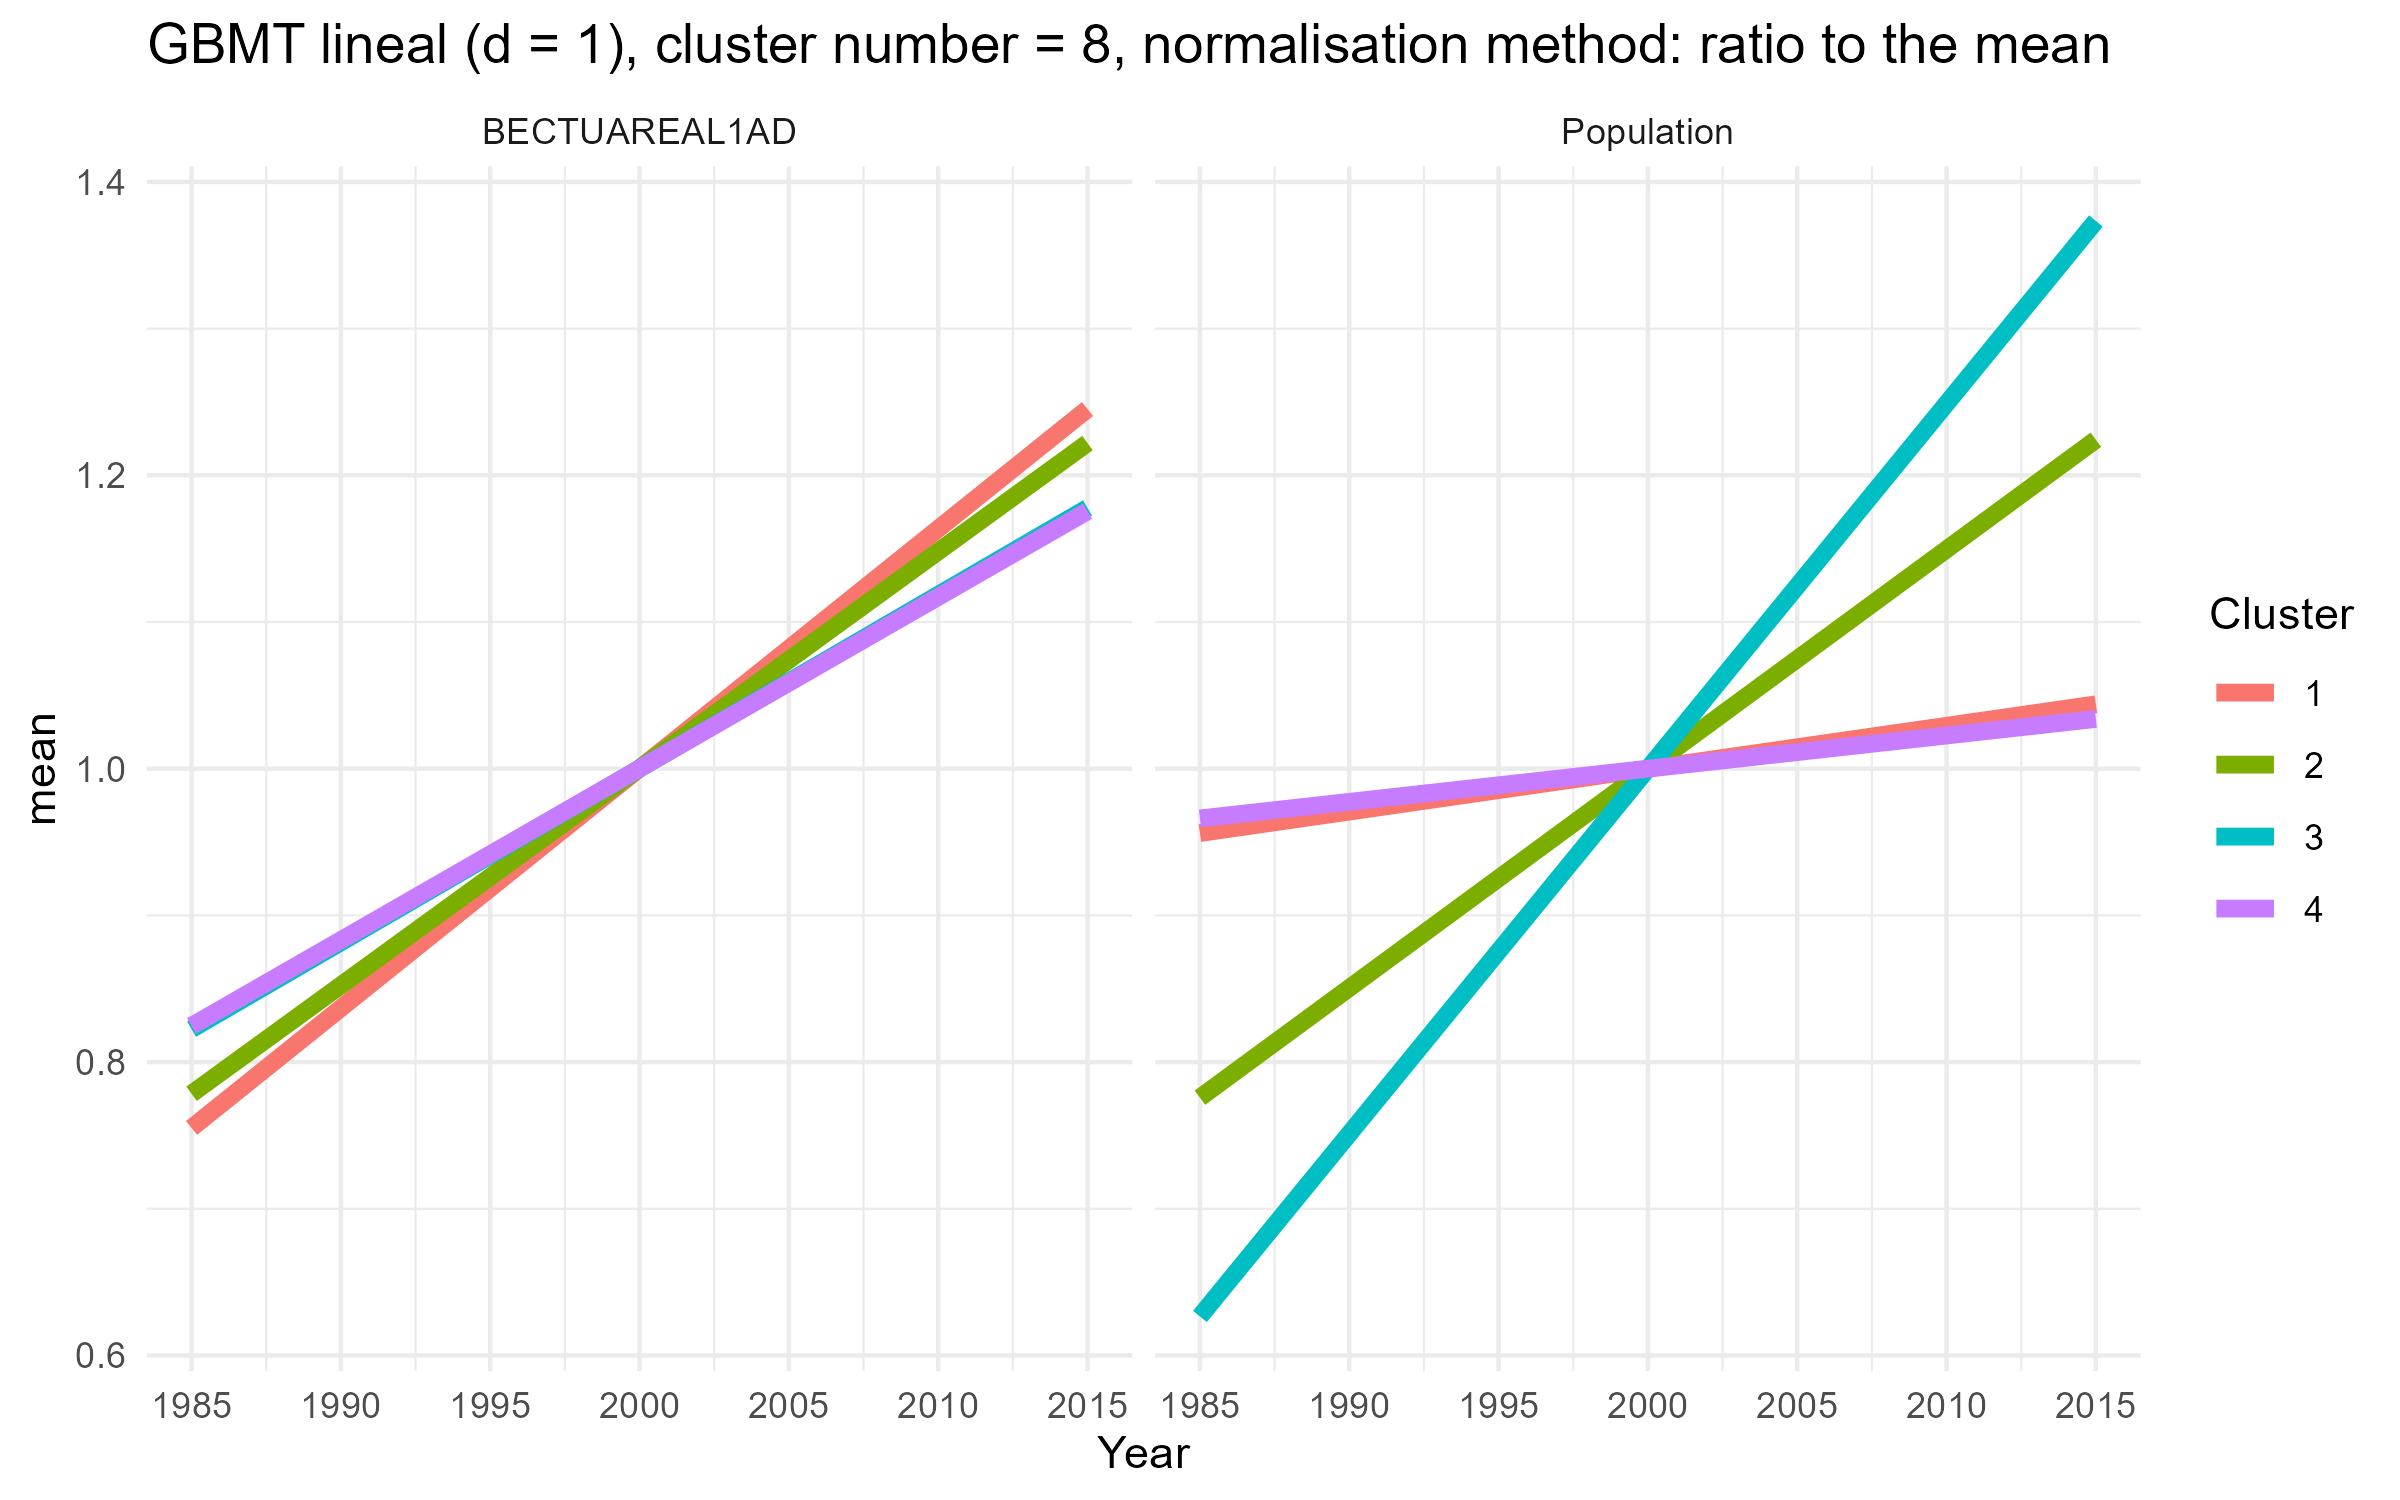 GBMT lineal (d = 1), cluster number = 8, normalisation method: ratio to the mean
BECTUAREAL1AD
Population
1.4
1.2
1.0
0.8
0.6
mean
1985 1990 1995 2000 2005 2010 2015
1985 1990 1995 2000 2005 2010 2015
Year
Cluster
1
2
3
4